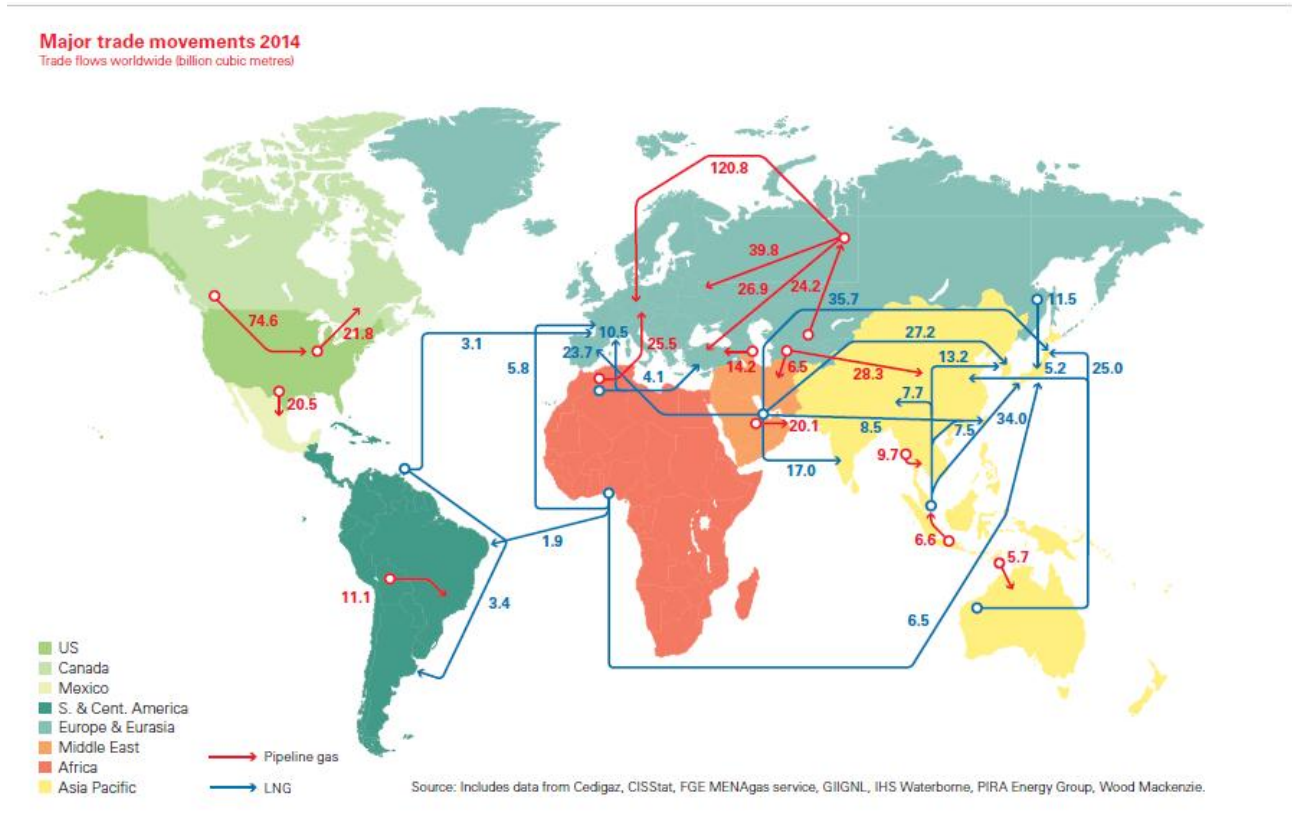 Major trade movements 2014
Trade flows worldwide (billion cubic metres)
120.8
39.8
26.9
24.2
35.7
11.5
74.6
21.8
3.1
10.5
27.2
25.5
23.7
5.8
13.2
14.2
6.5
5.2
25.0
4.1
28.3
7.7
20.5
20.1
8.5
7.5
34.0
9.7
17.0
1.9
6.6
5.7
11.1
3.4
6.5
US
Canada
Mexico
S. & Cent. America
Europe & Eurasia
Middle East
Africa
Asia Pacific
Pipeline gas
LNG
Source: Includes data from Cedigaz, CISStat, FGE MENAgas service, GIIGNL, IHS Waterborne, PIRA Energy Group, Wood Mackenzie.